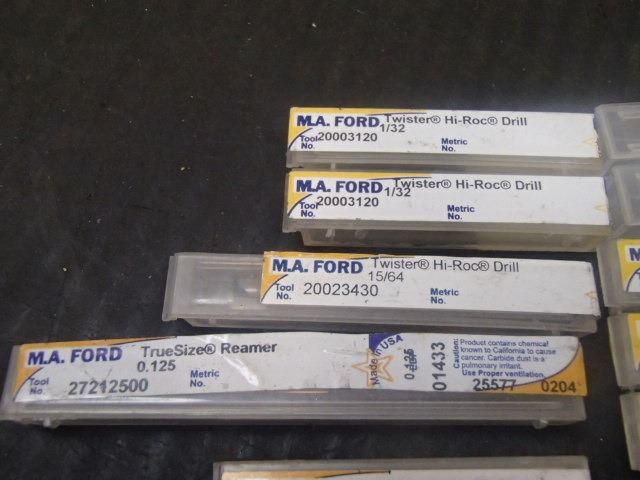 M.A. FORD Twister® Hi-Roc® Drill
1/32
Tool No. 20003120 Metric No.
M.A. FORD Twister® Hi-Roc® Drill
1/32
Tool No. 20003120 Metric No.
M.A. FORD Twister® Hi-Roc® Drill
15/64
Tool No. 20023430 Metric No.
M.A. FORD TrueSize® Reamer
0.125
Tool No. 27212500 Metric No.
Made in USA
0.125
01433
Caution: Product contains chemical
known to California to cause
cancer. Carbide dust is a
pulmonary irritant.
Use Proper ventilation.
25577 0204